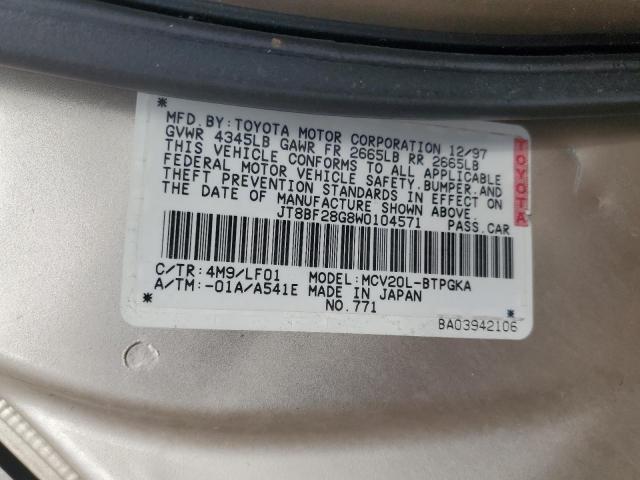 MFD. BY: TOYOTA MOTOR CORPORATION 12/97
GVWR 4345LB GAWR FR 2665LB RR 2665LB
THIS VEHICLE CONFORMS TO ALL APPLICABLE
FEDERAL MOTOR VEHICLE SAFETY, BUMPER, AND
THEFT PREVENTION STANDARDS IN EFFECT ON
THE DATE OF MANUFACTURE SHOWN ABOVE.
JT8BF28G8W0104571 PASS. CAR
TOYOTA
C/TR: 4M9/LF01 MODEL: MCV20L-BTPGKA
A/TM: -01A/A541E MADE IN JAPAN
NO. 771
BA03942106